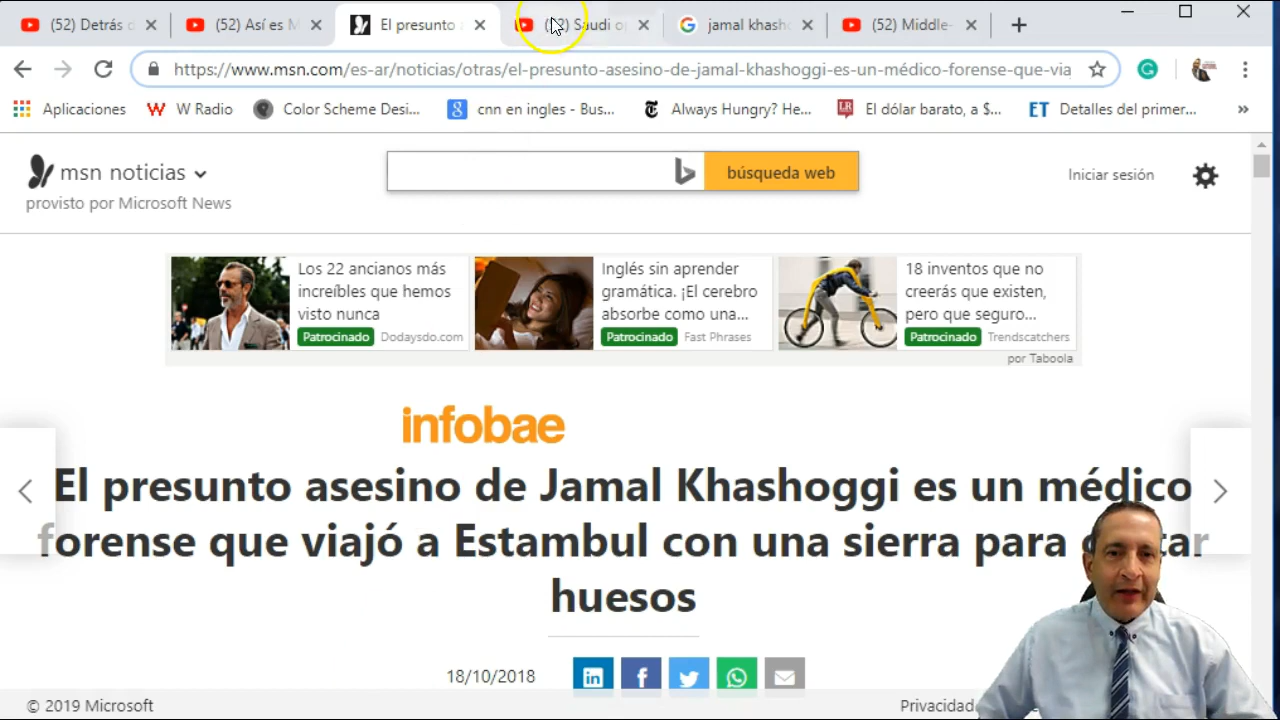 (52) Detrás d
(52) Así es M
El presunto a
(52) Saudi op
jamal khasho
(52) Middle-
https://www.msn.com/es-ar/noticias/otras/el-presunto-asesino-de-jamal-khashoggi-es-un-médico-forense-que-via
Aplicaciones
W Radio
Color Scheme Desi...
cnn en ingles - Bus...
Always Hungry? He...
El dólar barato, a $...
Detalles del primer...
msn noticias
provisto por Microsoft News
búsqueda web
Iniciar sesión
Los 22 ancianos más
increíbles que hemos
visto nunca
Patrocinado Dodaysdo.com
Inglés sin aprender
gramática. ¡El cerebro
absorbe como una...
Patrocinado Fast Phrases
18 inventos que no
creerás que existen,
pero que seguro...
Patrocinado Trendscatchers
por Taboola
infobae
El presunto asesino de Jamal Khashoggi es un médico
forense que viajó a Estambul con una sierra para
huesos
18/10/2018
© 2019 Microsoft
Privacidad